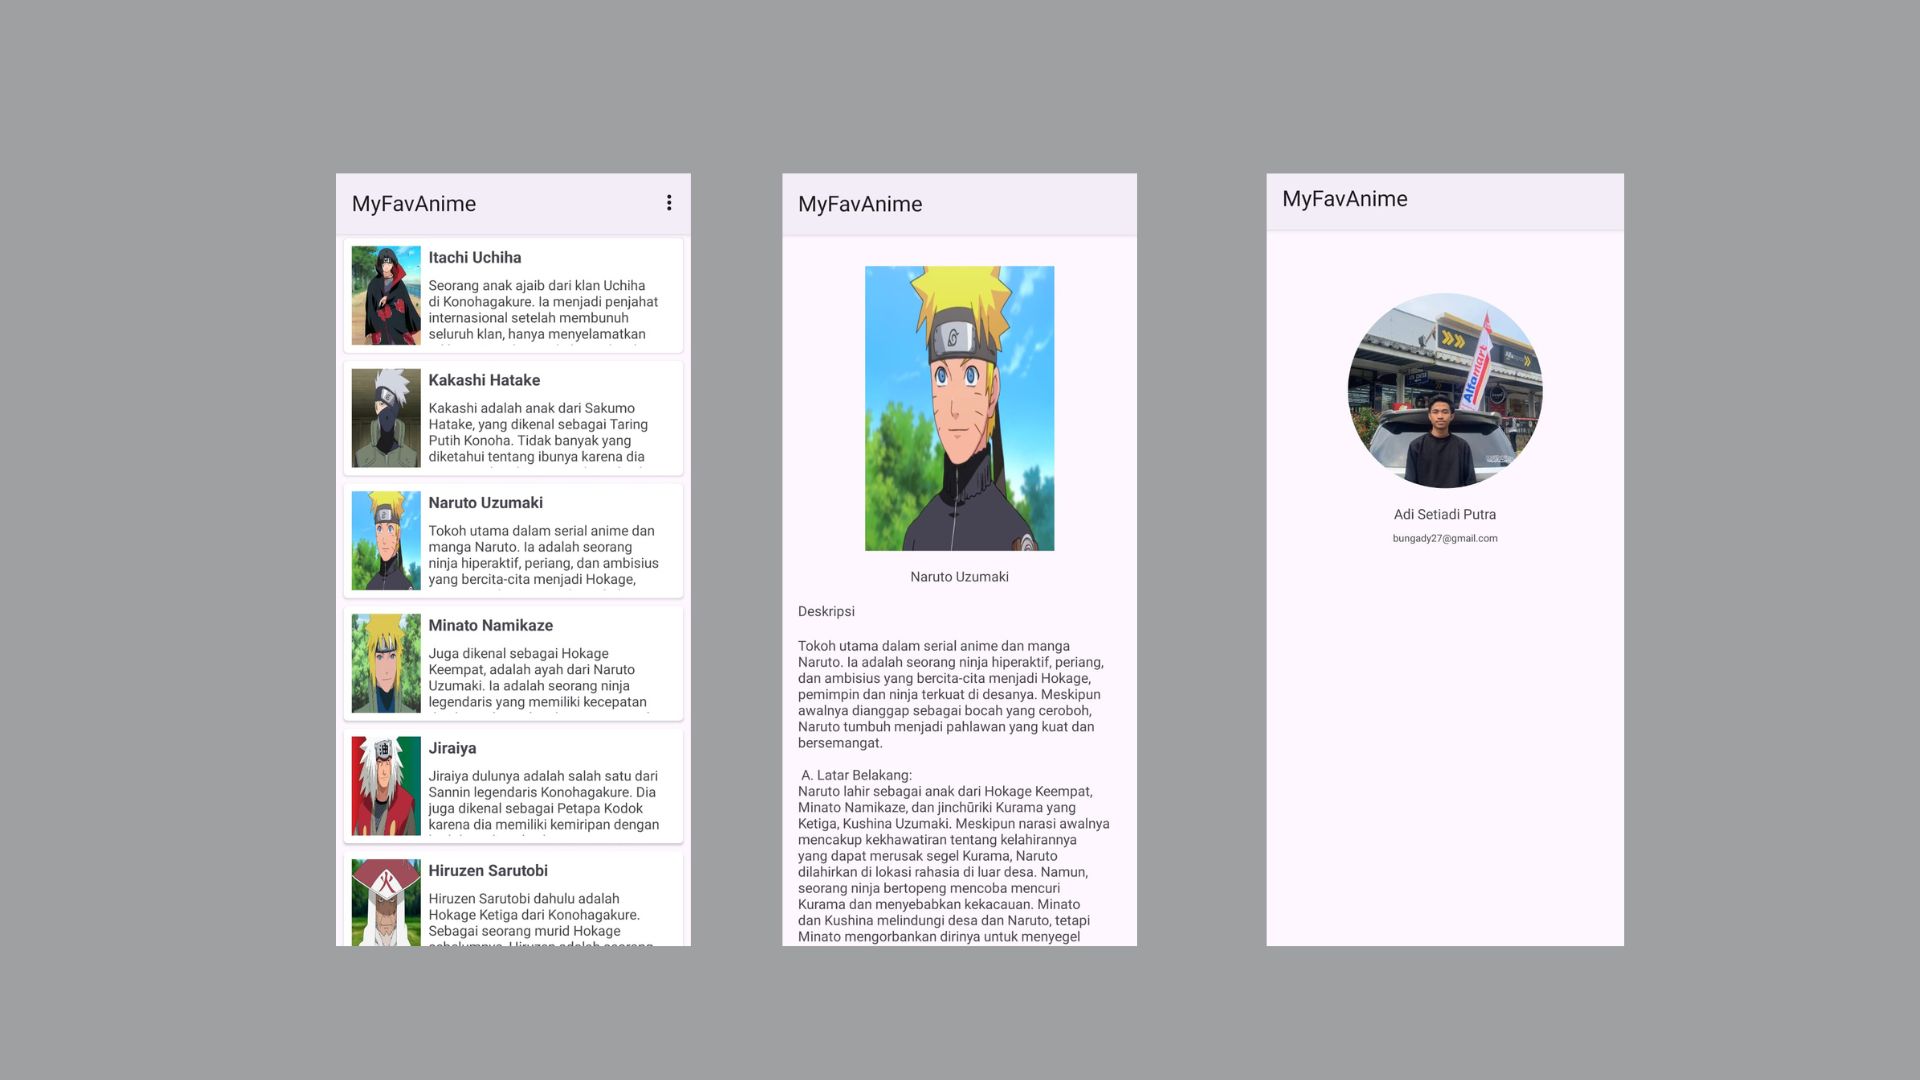 MyFavAnime
Itachi Uchiha
Seorang anak ajaib dari klan Uchiha
di Konohagakure. Ia menjadi penjahat
internasional setelah membunuh
seluruh klan, hanya menyelamatkan
Kakashi Hatake
Kakashi adalah anak dari Sakumo
Hatake, yang dikenal sebagai Taring
Putih Konoha. Tidak banyak yang
diketahui tentang ibunya karena dia
Naruto Uzumaki
Tokoh utama dalam serial anime dan
manga Naruto. Ia adalah seorang
ninja hiperaktif, periang, dan ambisius
yang bercita-cita menjadi Hokage,
Minato Namikaze
Juga dikenal sebagai Hokage
Keempat, adalah ayah dari Naruto
Uzumaki. Ia adalah seorang ninja
legendaris yang memiliki kecepatan
Jiraiya
Jiraiya dulunya adalah salah satu dari
Sannin legendaris Konohagakure. Dia
juga dikenal sebagai Petapa Kodok
karena dia memiliki kemiripan dengan
油
Hiruzen Sarutobi
Hiruzen Sarutobi dahulu adalah
Hokage Ketiga dari Konohagakure.
Sebagai seorang murid Hokage
sebelumnya, Hiruzen adalah seorang
火
MyFavAnime
Naruto Uzumaki
Deskripsi
Tokoh utama dalam serial anime dan manga
Naruto. Ia adalah seorang ninja hiperaktif, periang,
dan ambisius yang bercita-cita menjadi Hokage,
pemimpin dan ninja terkuat di desanya. Meskipun
awalnya dianggap sebagai bocah yang ceroboh,
Naruto tumbuh menjadi pahlawan yang kuat dan
bersemangat.
A. Latar Belakang:
Naruto lahir sebagai anak dari Hokage Keempat,
Minato Namikaze, dan jinchūriki Kurama yang
Ketiga, Kushina Uzumaki. Meskipun narasi awalnya
mencakup kekhawatiran tentang kelahirannya
yang dapat merusak segel Kurama, Naruto
dilahirkan di lokasi rahasia di luar desa. Namun,
seorang ninja bertopeng mencoba mencuri
Kurama dan menyebabkan kekacauan. Minato
dan Kushina melindungi desa dan Naruto, tetapi
Minato mengorbankan dirinya untuk menyegel
MyFavAnime
Alfamart
Adi Setiadi Putra
bungady27@gmail.com